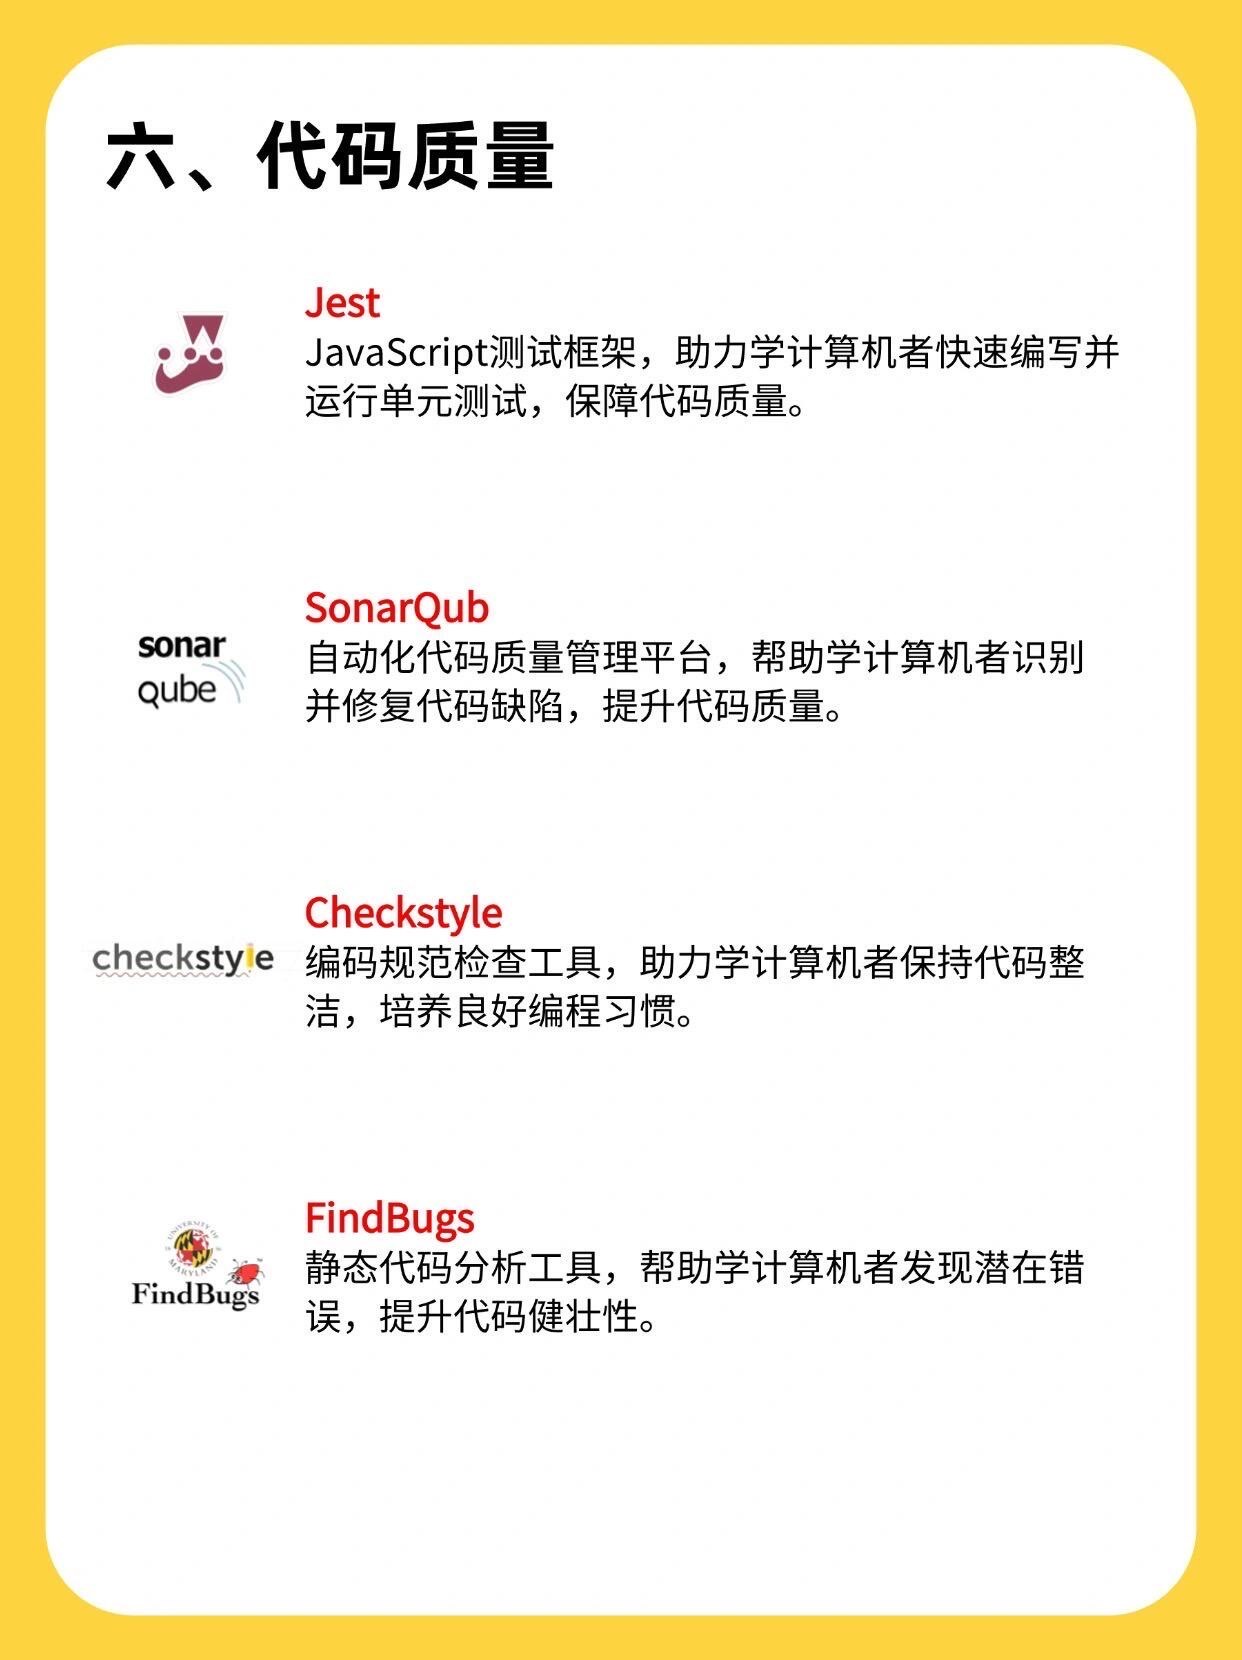 六、代码质量
Jest
JavaScript测试框架，助力学计算机者快速编写并
运行单元测试，保障代码质量。
sonar
qube
SonarQub
自动化代码质量管理平台，帮助学计算机者识别
并修复代码缺陷，提升代码质量。
checkstyle
Checkstyle
编码规范检查工具，助力学计算机者保持代码整
洁，培养良好编程习惯。
UNIVERSITY OF
MARYLAND
FindBugs
FindBugs
静态代码分析工具，帮助学计算机者发现潜在错
误，提升代码健壮性。